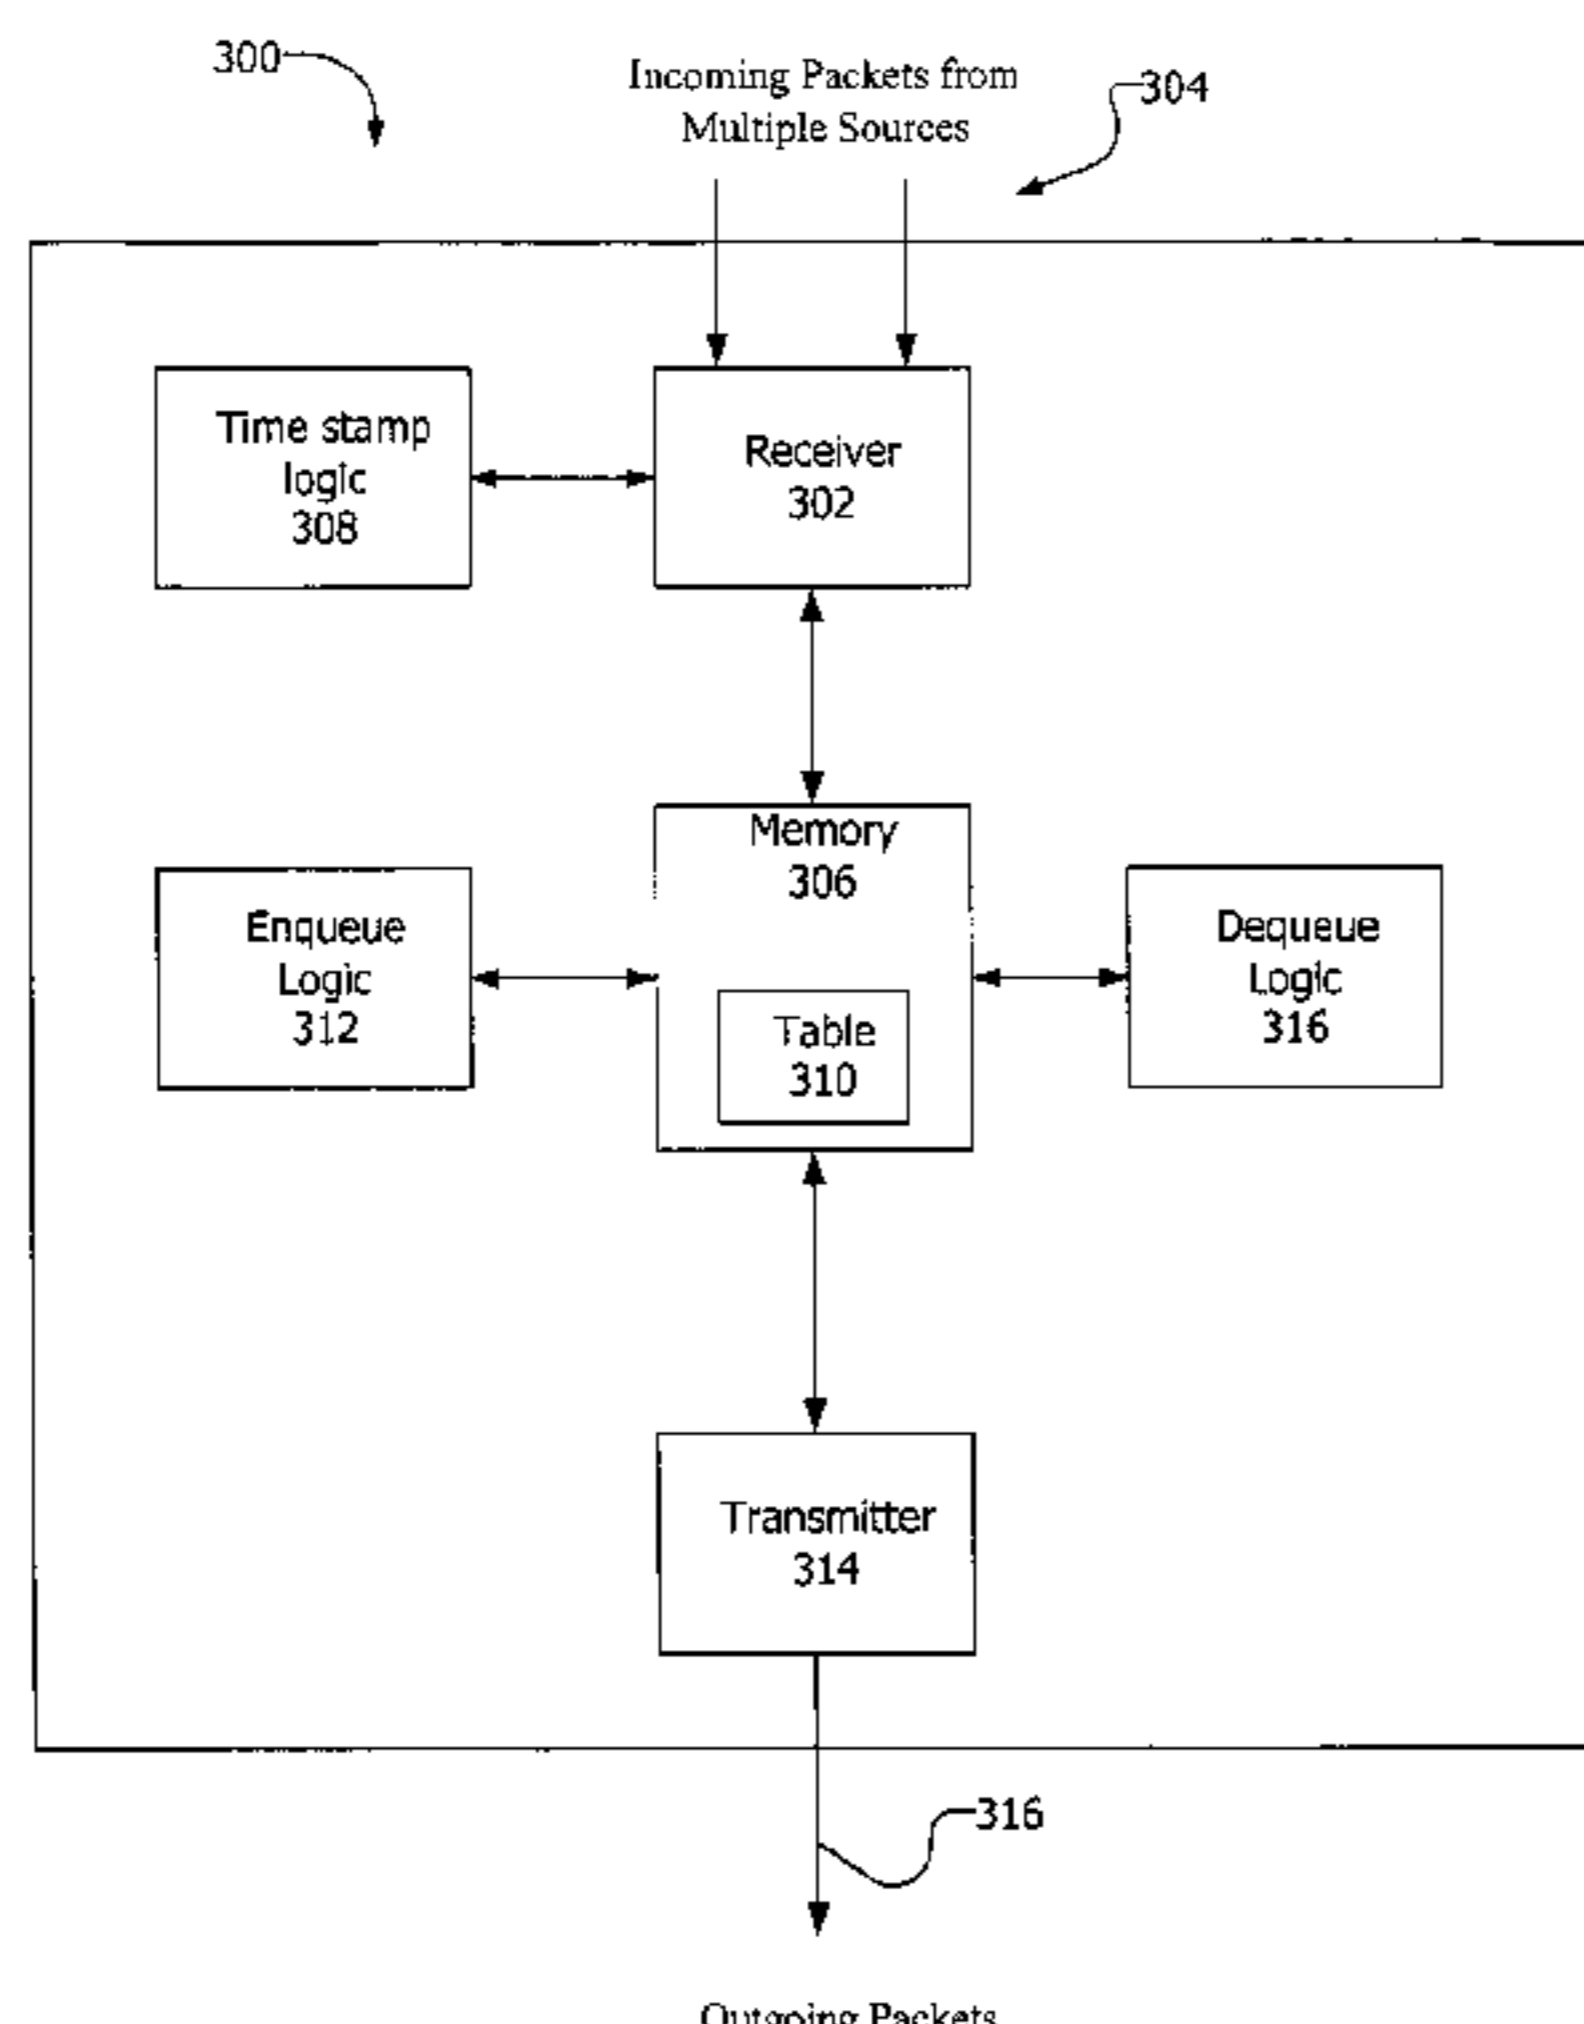 300
Incoming Packets from
Multiple Sources
304
Time stamp
logic
308
Receiver
302
Memory
306
Enqueue
Logic
312
Dequeue
Logic
316
Table
310
Transmitter
314
316
Outgoing Packets